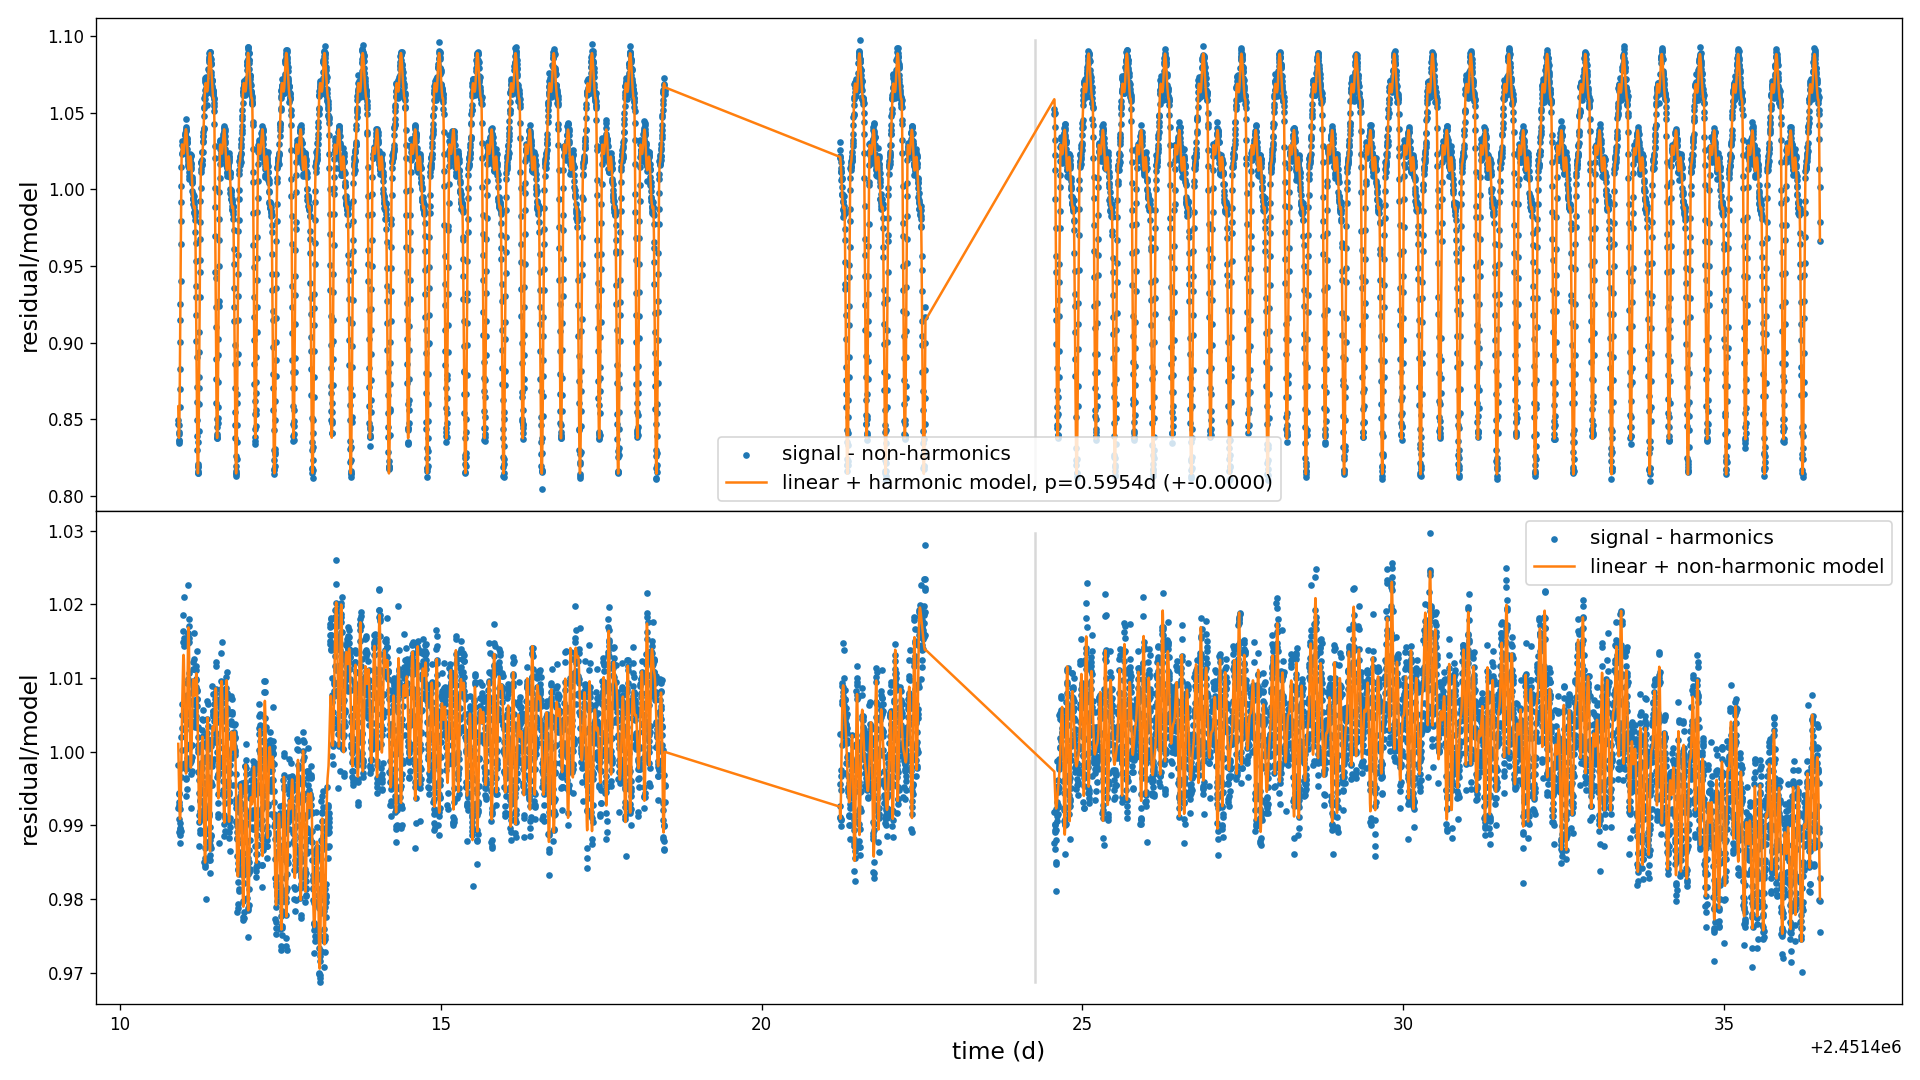 1.10
1.05
1.00
0.95
0.90
0.85
0.80
residual/model
signal - non-harmonics
linear + harmonic model, p=0.5954d (+-0.0000)
1.03
1.02
1.01
1.00
0.99
0.98
0.97
residual/model
signal - harmonics
linear + non-harmonic model
10 15 20 25 30 35
time (d)
+2.4514e6